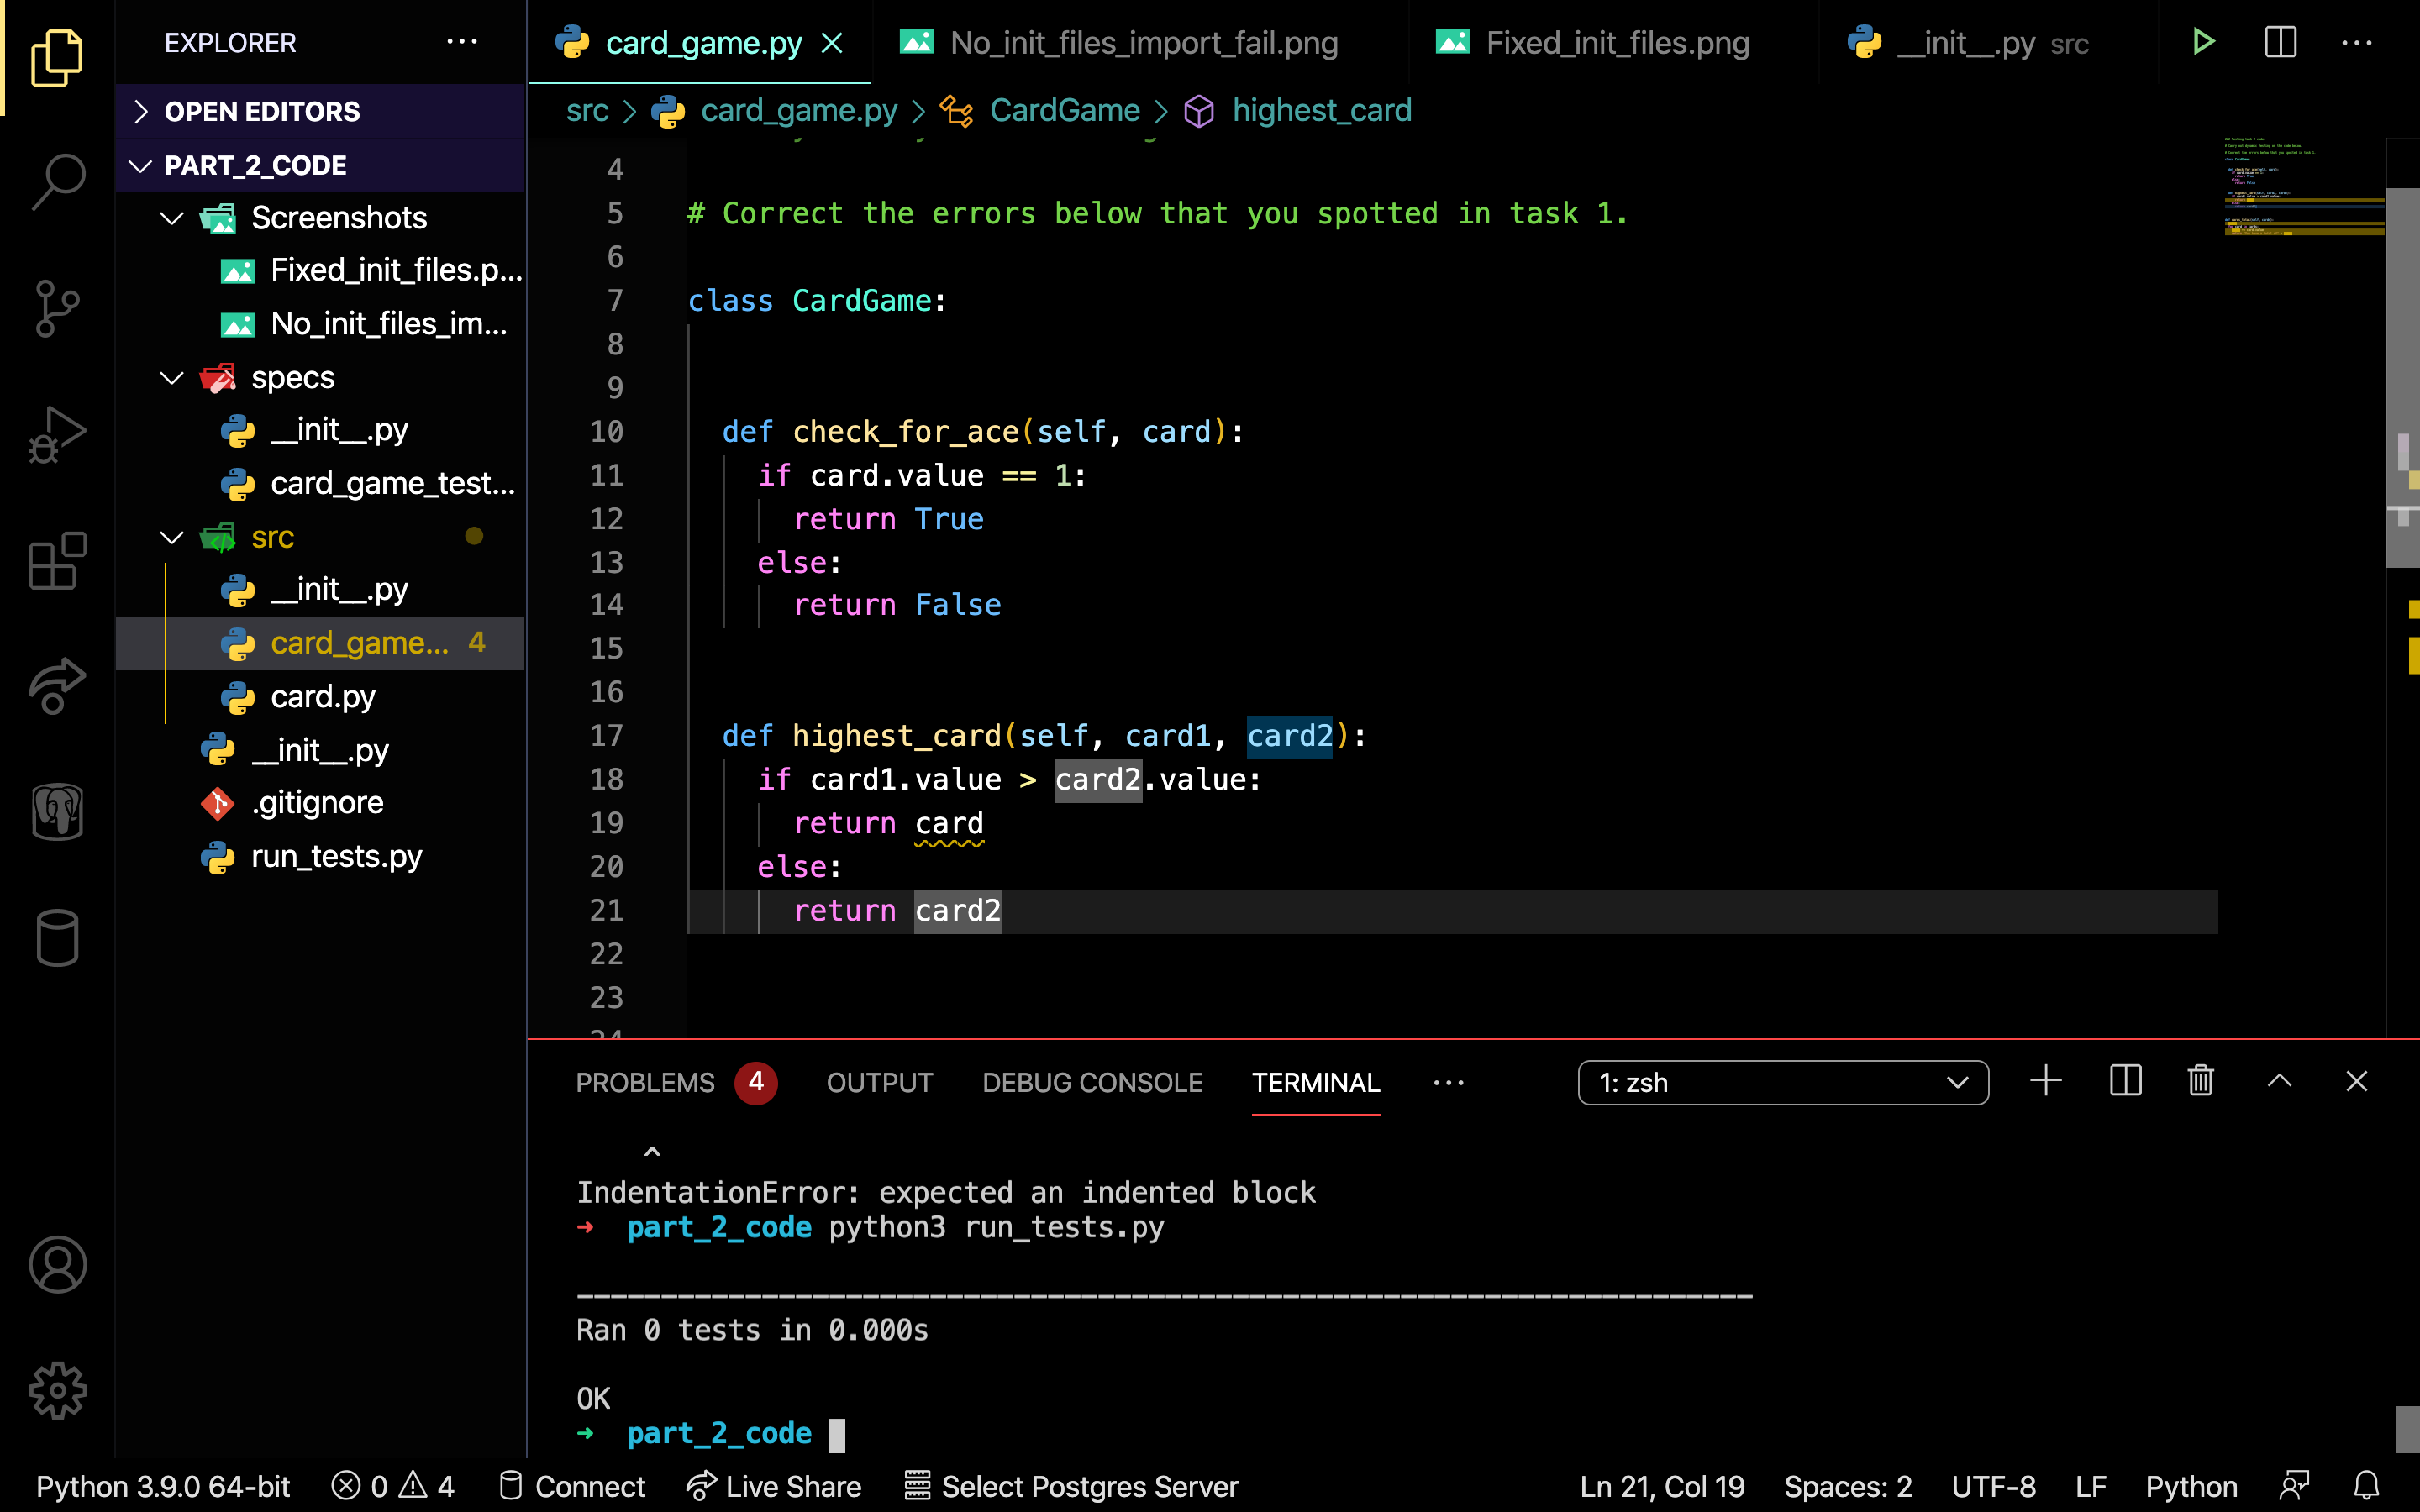 EXPLORER
OPEN EDITORS
PART_2_CODE
Screenshots
Fixed_init_files.p...
No_init_files_im...
specs
__init__.py
card_game_test...
src
__init__.py
card_game... 4
card.py
__init__.py
.gitignore
run_tests.py
card_game.py No_init_files_import_fail.png Fixed_init_files.png __init__.py src
src > card_game.py > CardGame > highest_card
4
5 # Correct the errors below that you spotted in task 1.
6
7 class CardGame:
8
9
10 def check_for_ace(self, card):
11 if card.value == 1:
12 return True
13 else:
14 return False
15
16
17 def highest_card(self, card1, card2):
18 if card1.value > card2.value:
19 return card
20 else:
21 return card2
22
23
PROBLEMS 4 OUTPUT DEBUG CONSOLE TERMINAL ... 1: zsh
^
IndentationError: expected an indented block
➜ part_2_code python3 run_tests.py
----------------------------------------------------------------------
Ran 0 tests in 0.000s
OK
➜ part_2_code
Python 3.9.0 64-bit 0 4 Connect Live Share Select Postgres Server Ln 21, Col 19 Spaces: 2 UTF-8 LF Python